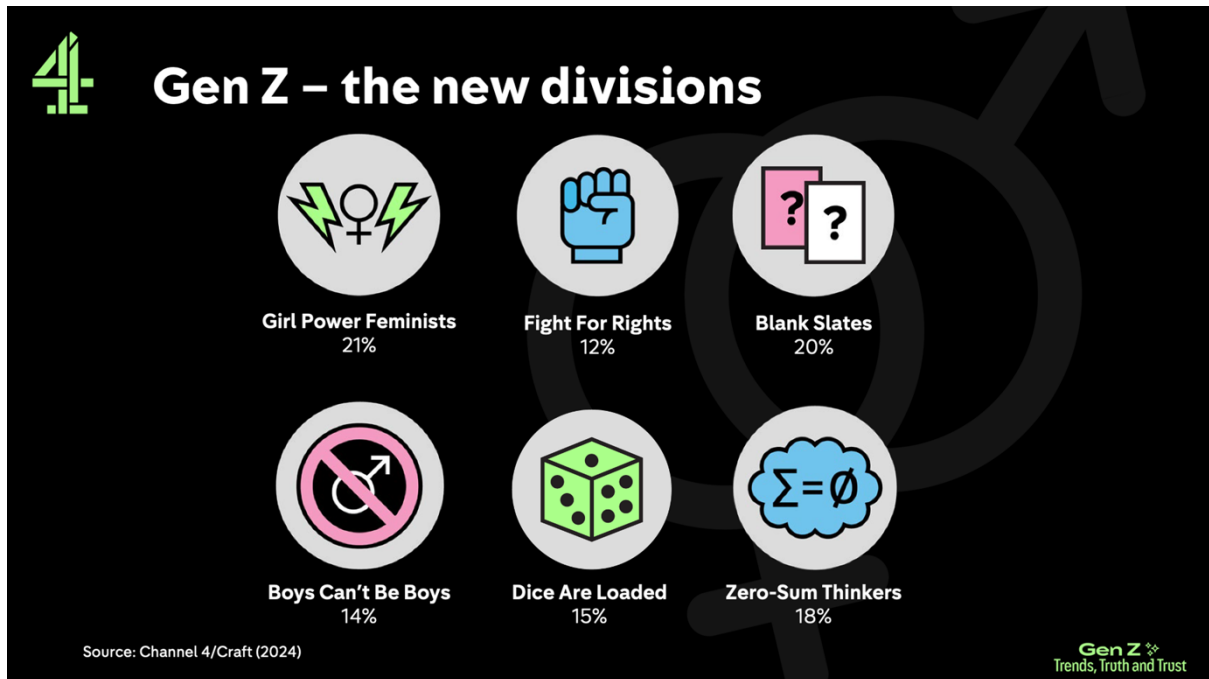 4
Gen Z – the new divisions
? ?
Girl Power Feminists
21%
Fight For Rights
12%
Blank Slates
20%
Σ=Ø
Boys Can't Be Boys
14%
Dice Are Loaded
15%
Zero-Sum Thinkers
18%
Source: Channel 4/Craft (2024)
Gen Z
Trends, Truth and Trust